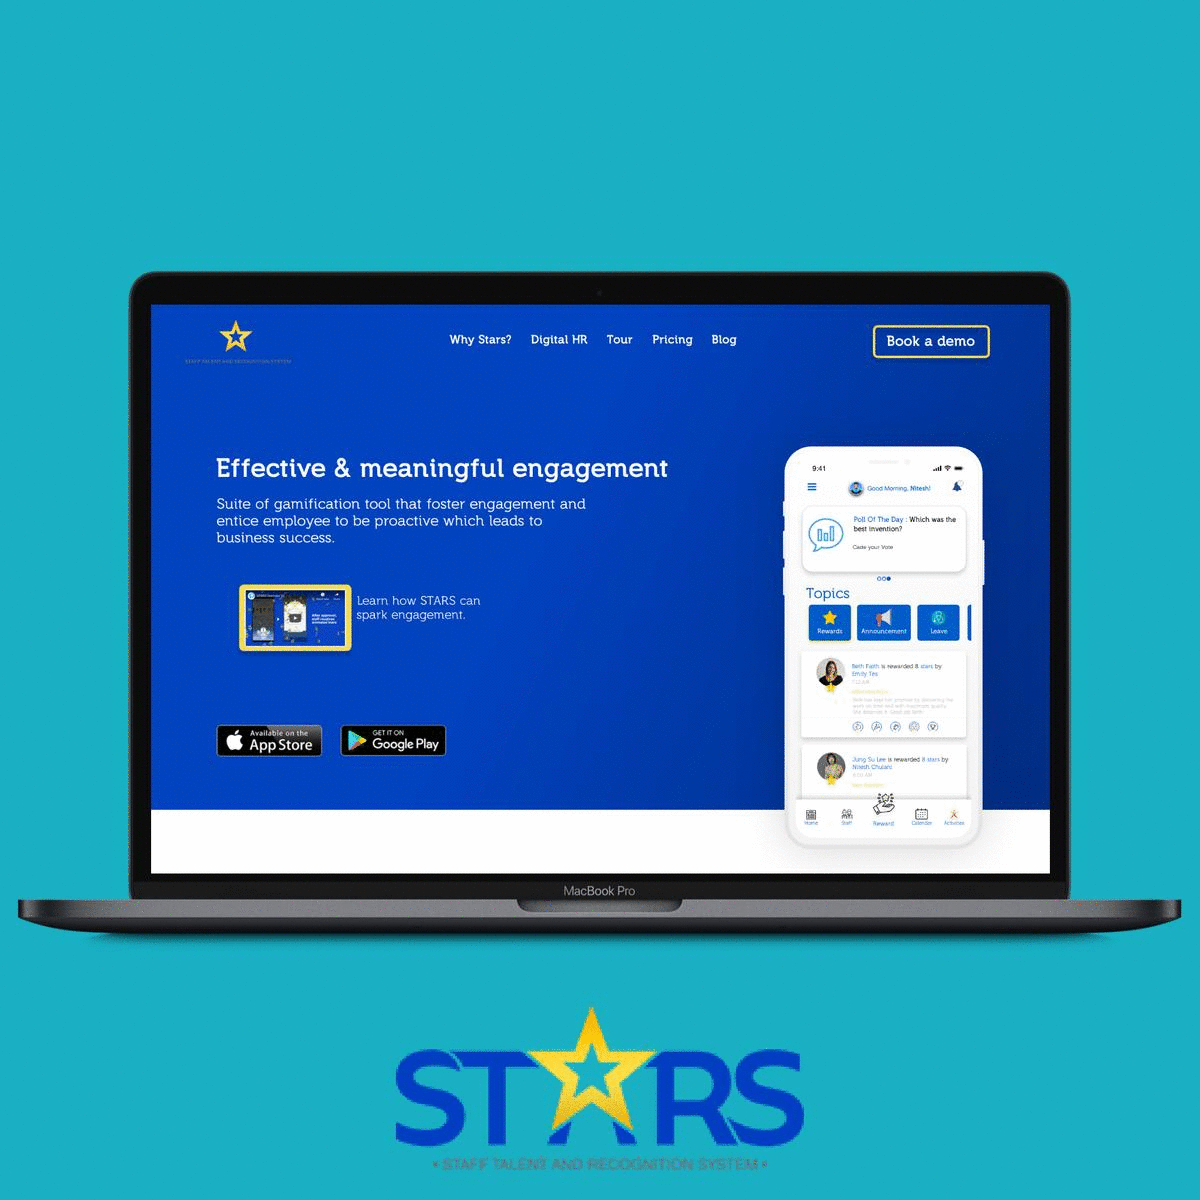 STAFF TALENT AND RECOGNITION SYSTEM
Why Stars? Digital HR Tour Pricing Blog
Book a demo
Effective & meaningful engagement
Suite of gamification tool that foster engagement and
entice employee to be proactive which leads to
business success.
Learn how STARS can
spark engagement.
Available on the
App Store
GET IT ON
Google Play
9:41
Good Morning, Nitesh!
Poll Of The Day : Which was the
best invention?
Topics
Rewards
Announcement
Leave
Beth Faith is rewarded 8 stars by
Emily Tes
7:12 AM
Jung Su Lee is rewarded 8 stars by
Nitesh Chulani
Home
Staff
Reward
Calendar
Activities
MacBook Pro
STARS
• STAFF TALENT AND RECOGNITION SYSTEM •